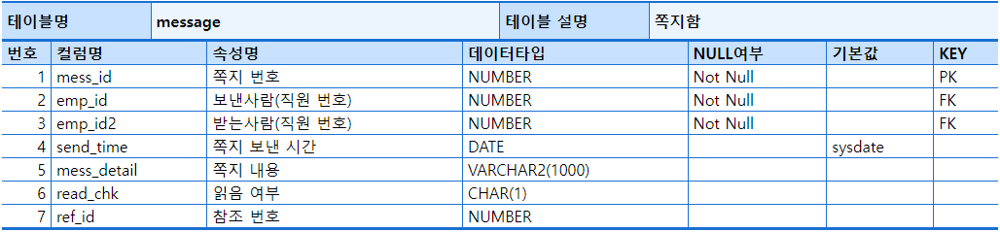 테이블명 message 테이블 설명 쪽지함
번호 컬럼명 속성명 데이터타입 NULL여부 기본값 KEY
1 mess_id 쪽지 번호 NUMBER Not Null PK
2 emp_id 보낸사람(직원 번호) NUMBER Not Null FK
3 emp_id2 받는사람(직원 번호) NUMBER Not Null FK
4 send_time 쪽지 보낸 시간 DATE sysdate
5 mess_detail 쪽지 내용 VARCHAR2(1000)
6 read_chk 읽음 여부 CHAR(1)
7 ref_id 참조 번호 NUMBER